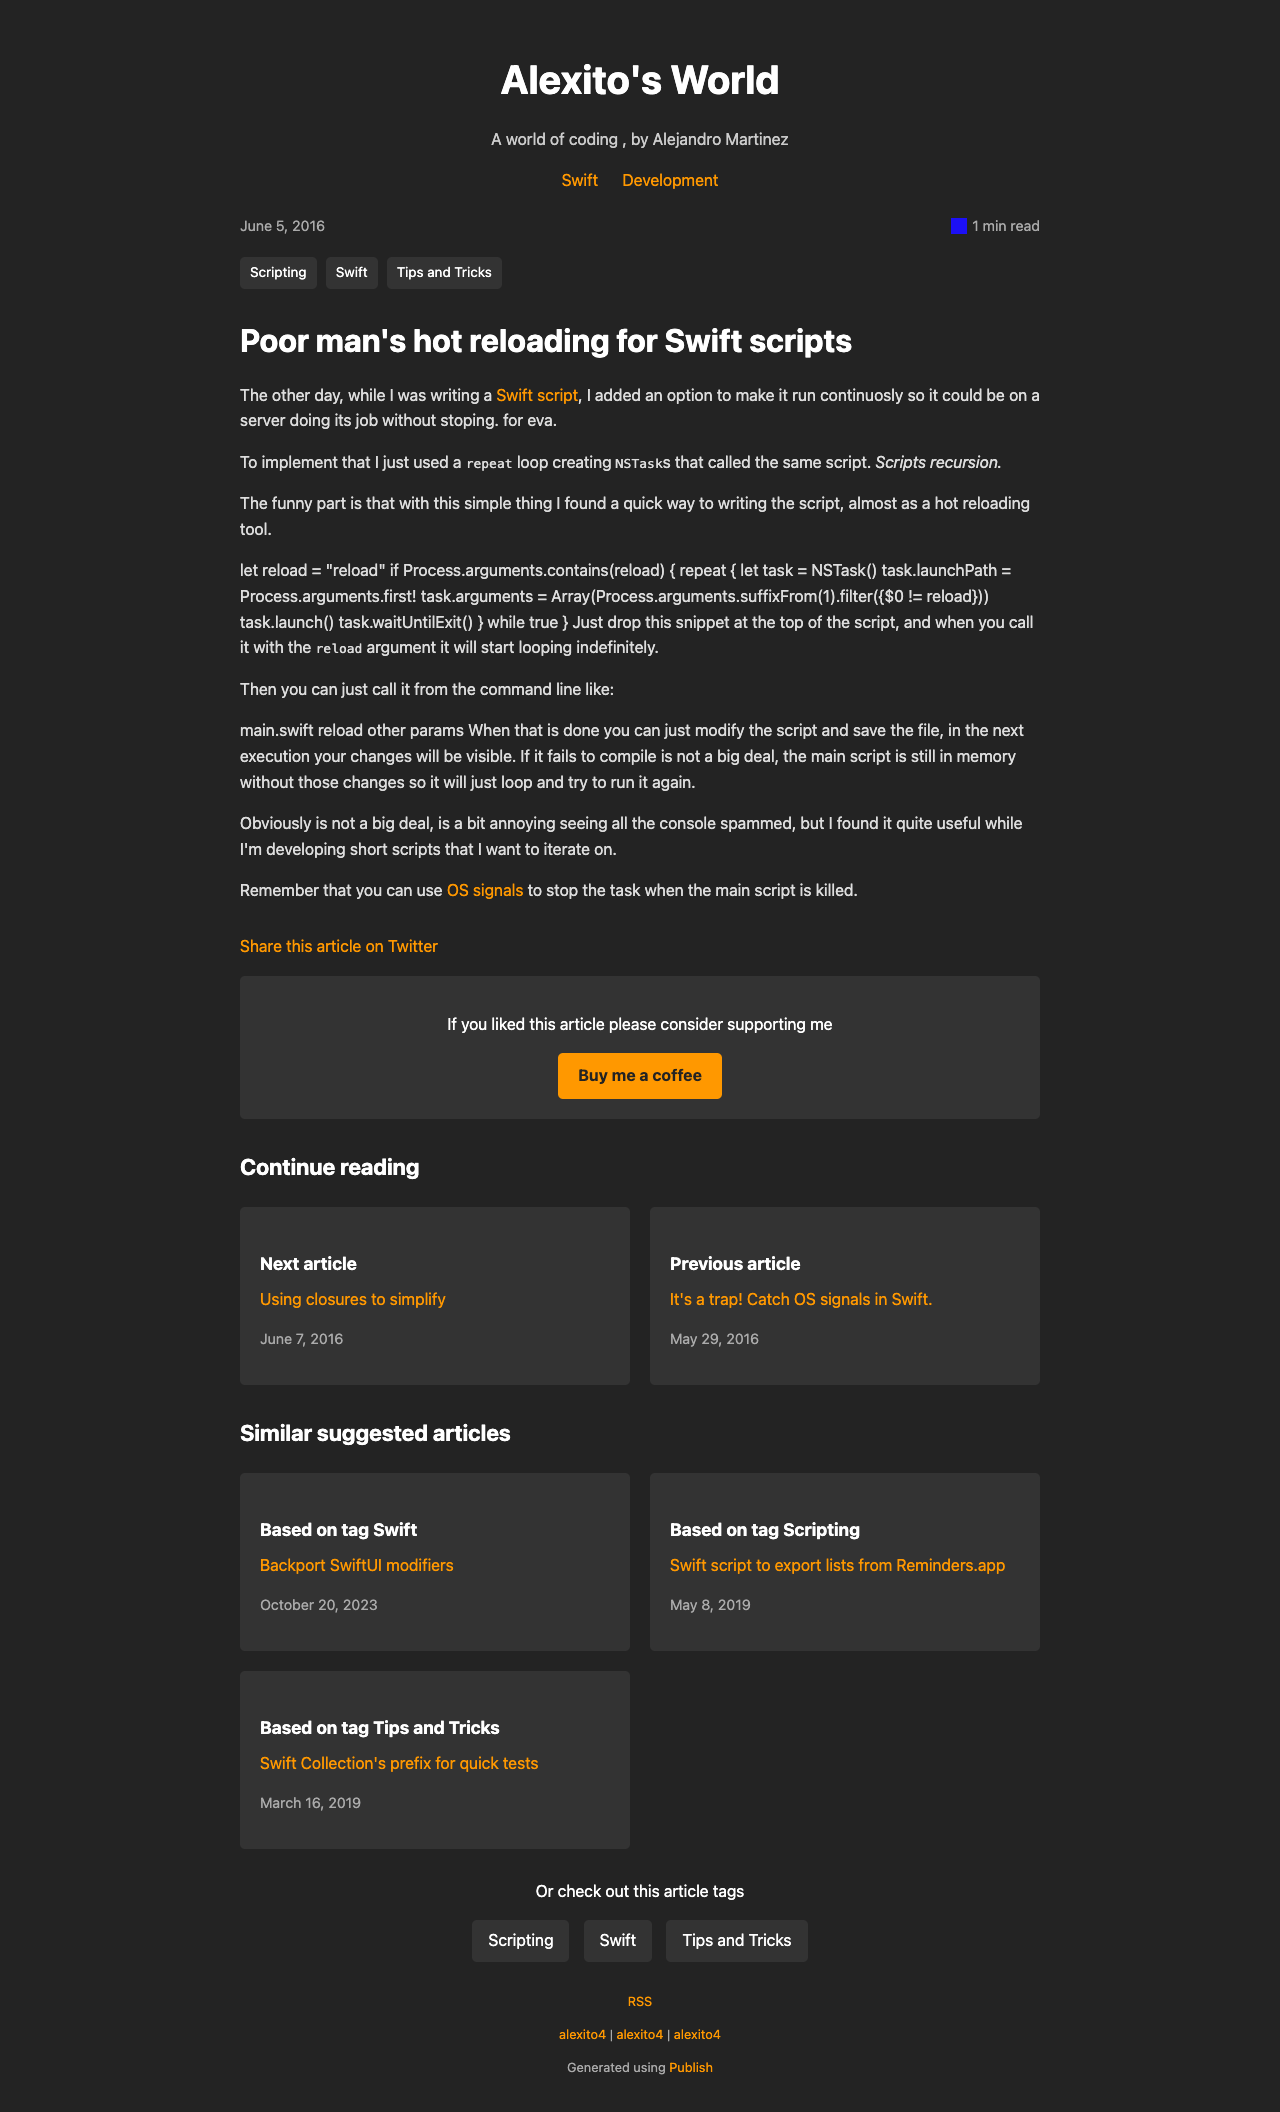 Alexito's World
A world of coding , by Alejandro Martinez
Swift Development
June 5, 2016
1 min read
Scripting Swift Tips and Tricks
Poor man's hot reloading for Swift scripts
The other day, while I was writing a Swift script, I added an option to make it run continuosly so it could be on a
server doing its job without stoping. for eva.
To implement that I just used a repeat loop creating NSTasks that called the same script. Scripts recursion.
The funny part is that with this simple thing I found a quick way to writing the script, almost as a hot reloading
tool.
let reload = "reload" if Process.arguments.contains(reload) { repeat { let task = NSTask() task.launchPath =
Process.arguments.first! task.arguments = Array(Process.arguments.suffixFrom(1).filter({$0 != reload}))
task.launch() task.waitUntilExit() } while true } Just drop this snippet at the top of the script, and when you call
it with the reload argument it will start looping indefinitely.
Then you can just call it from the command line like:
main.swift reload other params When that is done you can just modify the script and save the file, in the next
execution your changes will be visible. If it fails to compile is not a big deal, the main script is still in memory
without those changes so it will just loop and try to run it again.
Obviously is not a big deal, is a bit annoying seeing all the console spammed, but I found it quite useful while
I'm developing short scripts that I want to iterate on.
Remember that you can use OS signals to stop the task when the main script is killed.
Share this article on Twitter
If you liked this article please consider supporting me
Buy me a coffee
Continue reading
Next article
Using closures to simplify
June 7, 2016
Previous article
It's a trap! Catch OS signals in Swift.
May 29, 2016
Similar suggested articles
Based on tag Swift
Backport SwiftUI modifiers
October 20, 2023
Based on tag Scripting
Swift script to export lists from Reminders.app
May 8, 2019
Based on tag Tips and Tricks
Swift Collection's prefix for quick tests
March 16, 2019
Or check out this article tags
Scripting Swift Tips and Tricks
RSS
alexito4 | alexito4 | alexito4
Generated using Publish